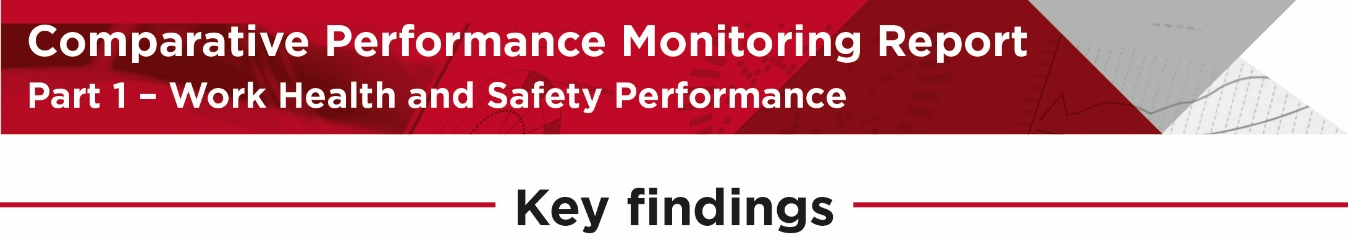 Comparative Performance Monitoring Report
Part 1 – Work Health and Safety Performance
Key findings